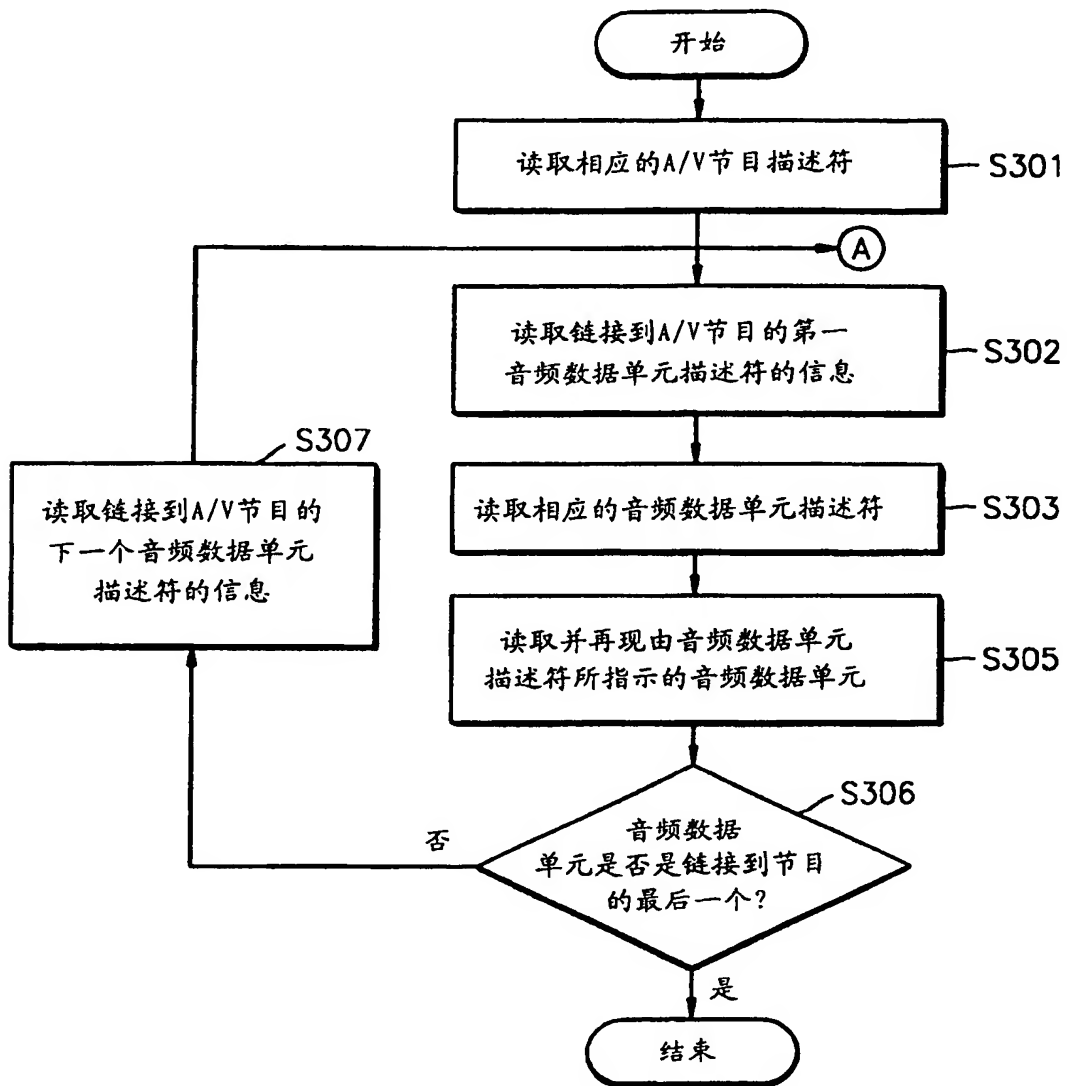 开始
读取相应的A/V节目描述符
S301
A
读取链接到A/V节目的第一
音频数据单元描述符的信息
S302
S307
读取链接到A/V节目的
下一个音频数据单元
描述符的信息
读取相应的音频数据单元描述符
S303
读取并再现由音频数据单元
描述符所指示的音频数据单元
S305
S306
否
音频数据
单元是否是链接到节目
的最后一个?
是
结束